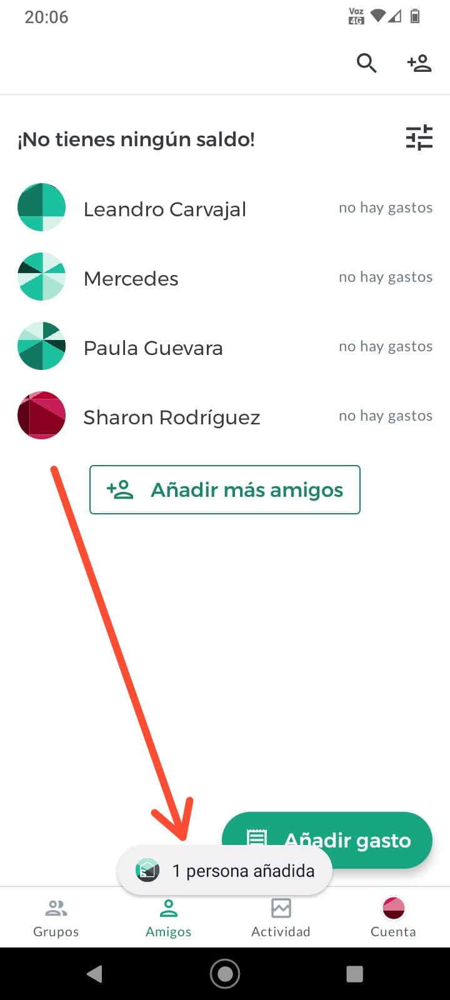 20:06
Voz
4G
¡No tienes ningún saldo!
Leandro Carvajal
no hay gastos
Mercedes
no hay gastos
Paula Guevara
no hay gastos
Sharon Rodríguez
no hay gastos
Añadir más amigos
Añadir gasto
1 persona añadida
Grupos
Amigos
Actividad
Cuenta